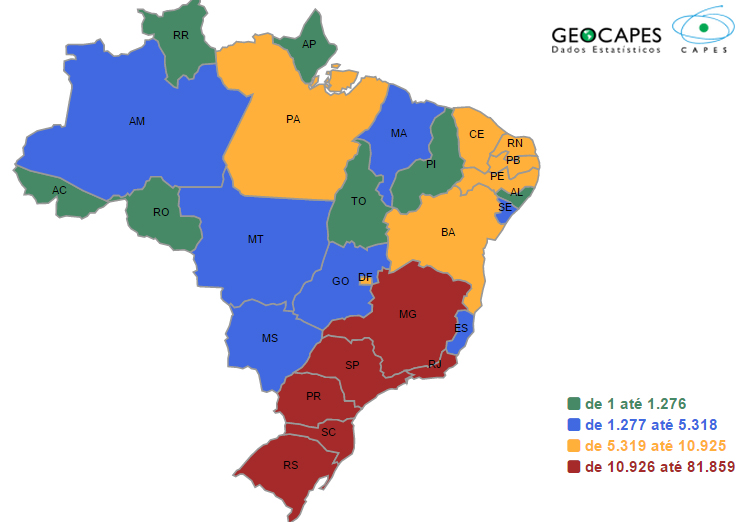 GEOCAPES
Dados Estatísticos
CAPES
RR
AP
AM
PA
MA
CE
RN
PB
PI
PE
AC
AL
TO
SE
RO
BA
MT
DF
GO
MG
ES
MS
SP
RJ
PR
SC
RS
de 1 até 1.276
de 1.277 até 5.318
de 5.319 até 10.925
de 10.926 até 81.859